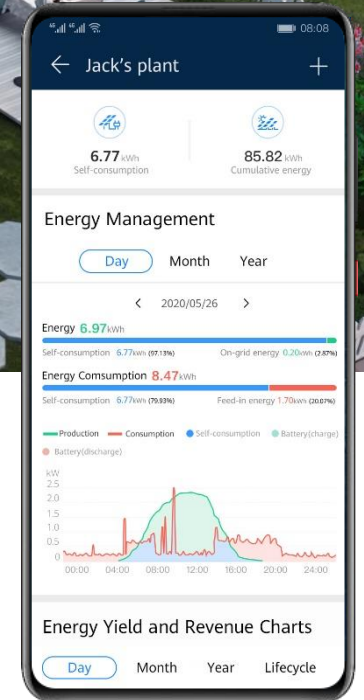 08:08
Jack's plant
6.77 kWh
85.82 kWh
Self-consumption
Cumulative energy
Energy Management
Day Month Year
2020/05/26
Energy 6.97kWh
Self-consumption 6.77kWh (97.13%) On-grid energy 0.20kWh (2.87%)
Energy Comsumption 8.47kWh
Self-consumption 6.77kWh (79.93%) Feed-in energy 1.70kWh (20.07%)
Production Consumption Self-consumption Battery(charge)
Battery(discharge)
kW
2.5
2.0
1.5
1.0
0.5
0
00:00 04:00 08:00 12:00 16:00 20:00 24:00
Energy Yield and Revenue Charts
Day Month Year Lifecycle